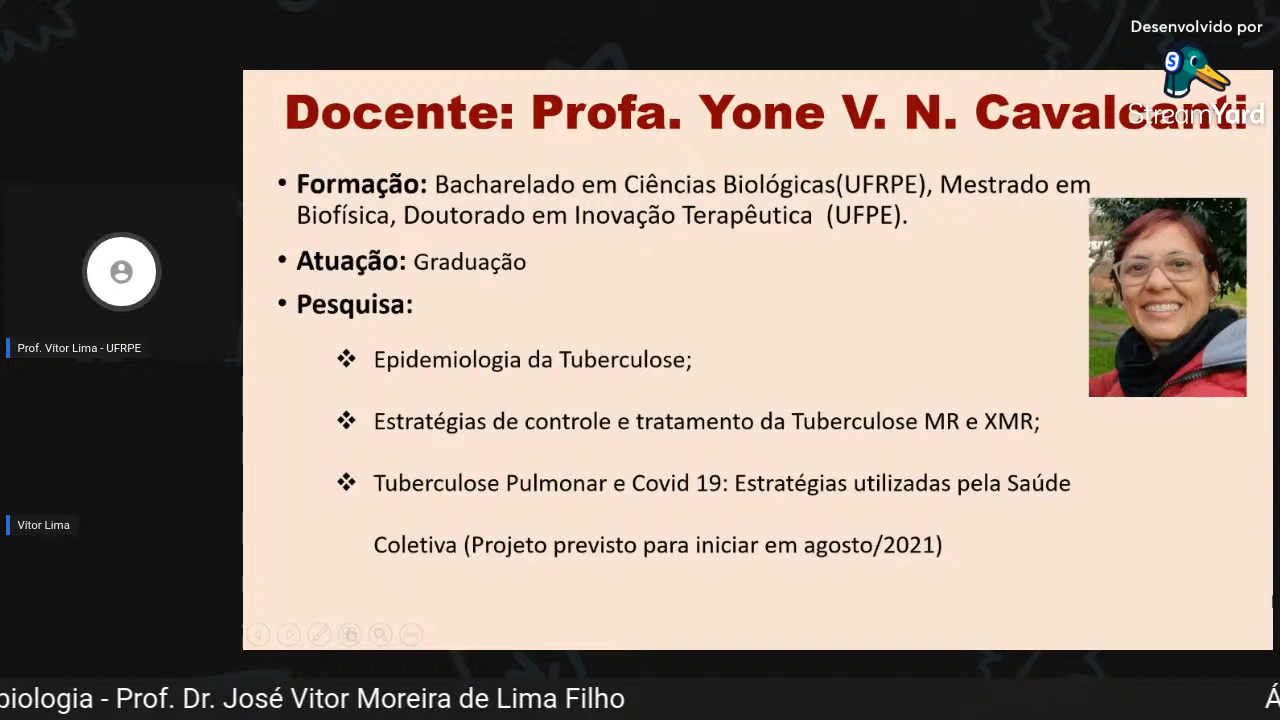 Desenvolvido por
StreamYard
Docente: Profa. Yone V. N. Cavalcanti
• Formação: Bacharelado em Ciências Biológicas(UFRPE), Mestrado em
Biofísica, Doutorado em Inovação Terapêutica (UFPE).
• Atuação: Graduação
• Pesquisa:
❖ Epidemiologia da Tuberculose;
❖ Estratégias de controle e tratamento da Tuberculose MR e XMR;
❖ Tuberculose Pulmonar e Covid 19: Estratégias utilizadas pela Saúde
Coletiva (Projeto previsto para iniciar em agosto/2021)
Prof. Vítor Lima - UFRPE
Vítor Lima
biologia - Prof. Dr. José Vitor Moreira de Lima Filho
Á